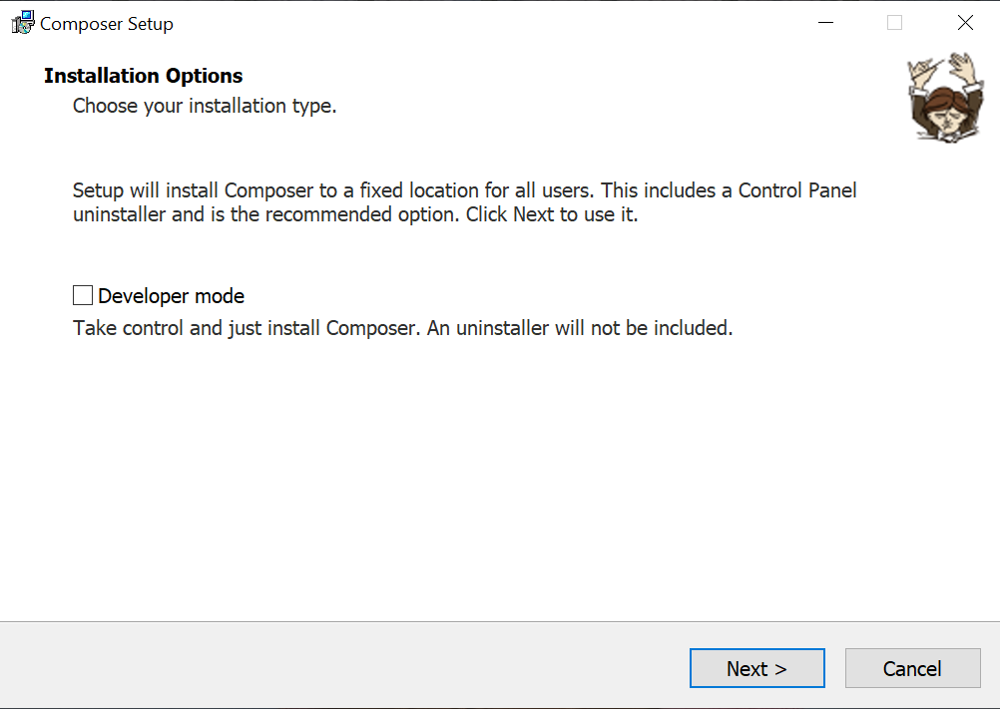 Composer Setup
Installation Options
Choose your installation type.
Setup will install Composer to a fixed location for all users. This includes a Control Panel
uninstaller and is the recommended option. Click Next to use it.
Developer mode
Take control and just install Composer. An uninstaller will not be included.
Next >
Cancel